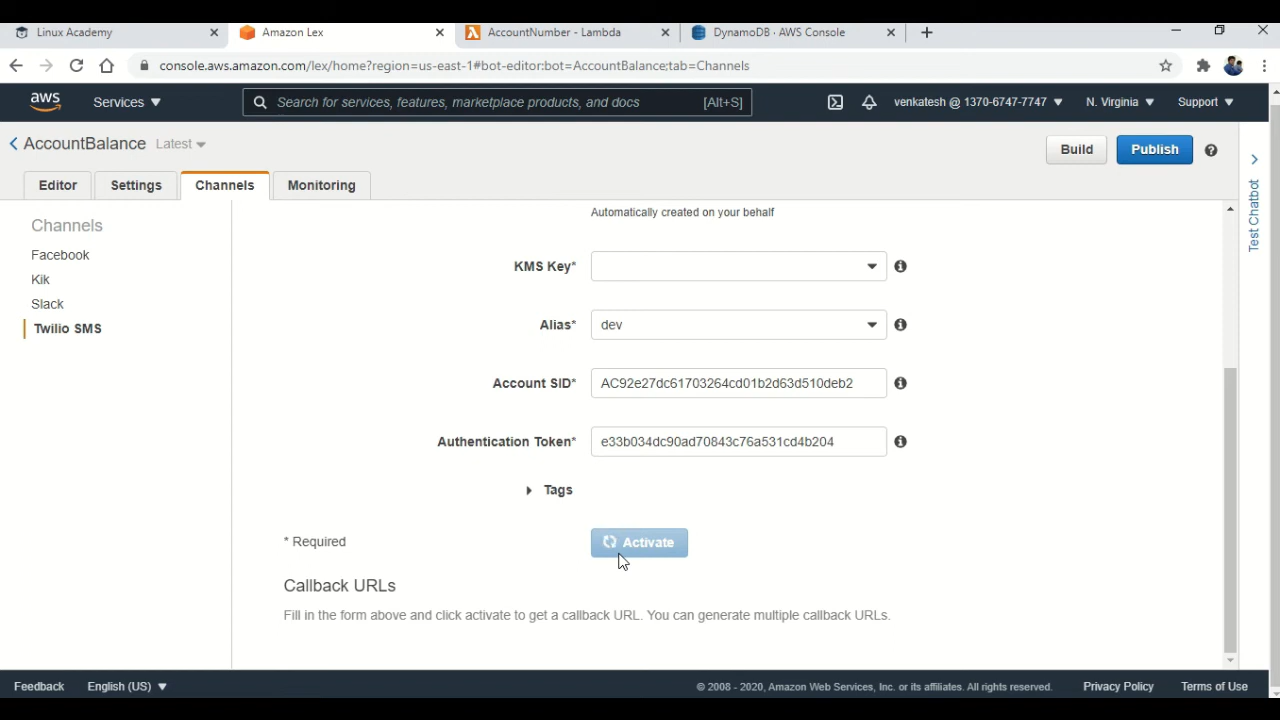 Linux Academy
Amazon Lex
AccountNumber - Lambda
DynamoDB · AWS Console
console.aws.amazon.com/lex/home?region=us-east-1#bot-editor:bot=AccountBalance;tab=Channels
aws
Services
Search for services, features, marketplace products, and docs
[Alt+S]
venkatesh @ 1370-6747-7747
N. Virginia
Support
AccountBalance
Latest
Build
Publish
Editor
Settings
Channels
Monitoring
Test Chatbot
Channels
Facebook
Kik
Slack
Twilio SMS
Automatically created on your behalf
KMS Key*
Alias*
dev
Account SID*
AC92e27dc61703264cd01b2d63d510deb2
Authentication Token*
e33b034dc90ad70843c76a531cd4b204
Tags
* Required
Activate
Callback URLs
Fill in the form above and click activate to get a callback URL. You can generate multiple callback URLs.
Feedback
English (US)
© 2008 - 2020, Amazon Web Services, Inc. or its affiliates. All rights reserved.
Privacy Policy
Terms of Use